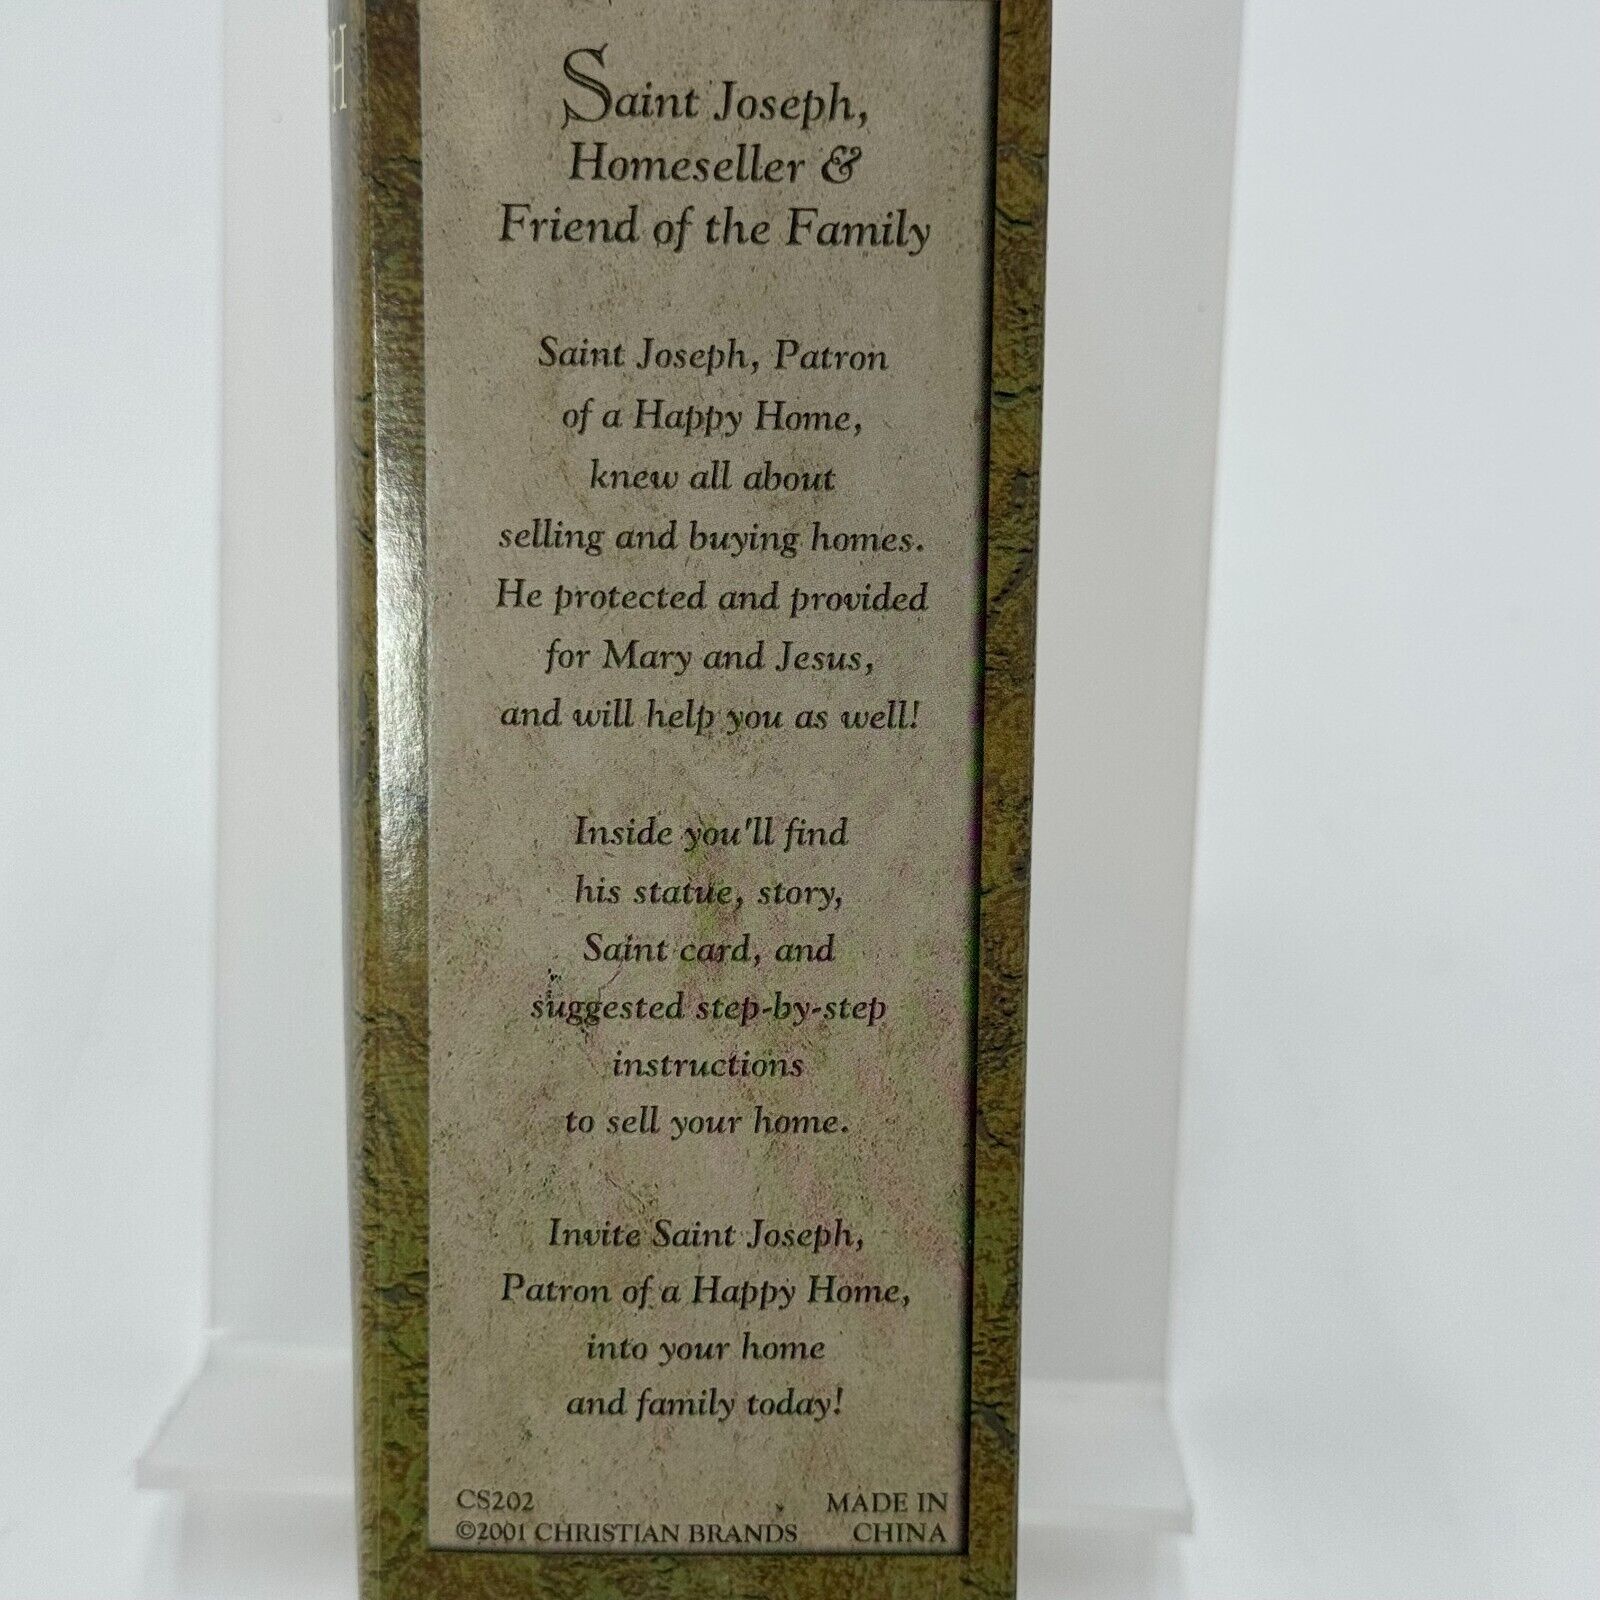 H
Saint Joseph,
Homeseller &
Friend of the Family
Saint Joseph, Patron
of a Happy Home,
knew all about
selling and buying homes.
He protected and provided
for Mary and Jesus,
and will help you as well!
Inside you'll find
his statue, story,
Saint card, and
suggested step-by-step
instructions
to sell your home.
Invite Saint Joseph,
Patron of a Happy Home,
into your home
and family today!
CS202
©2001 CHRISTIAN BRANDS
MADE IN
CHINA